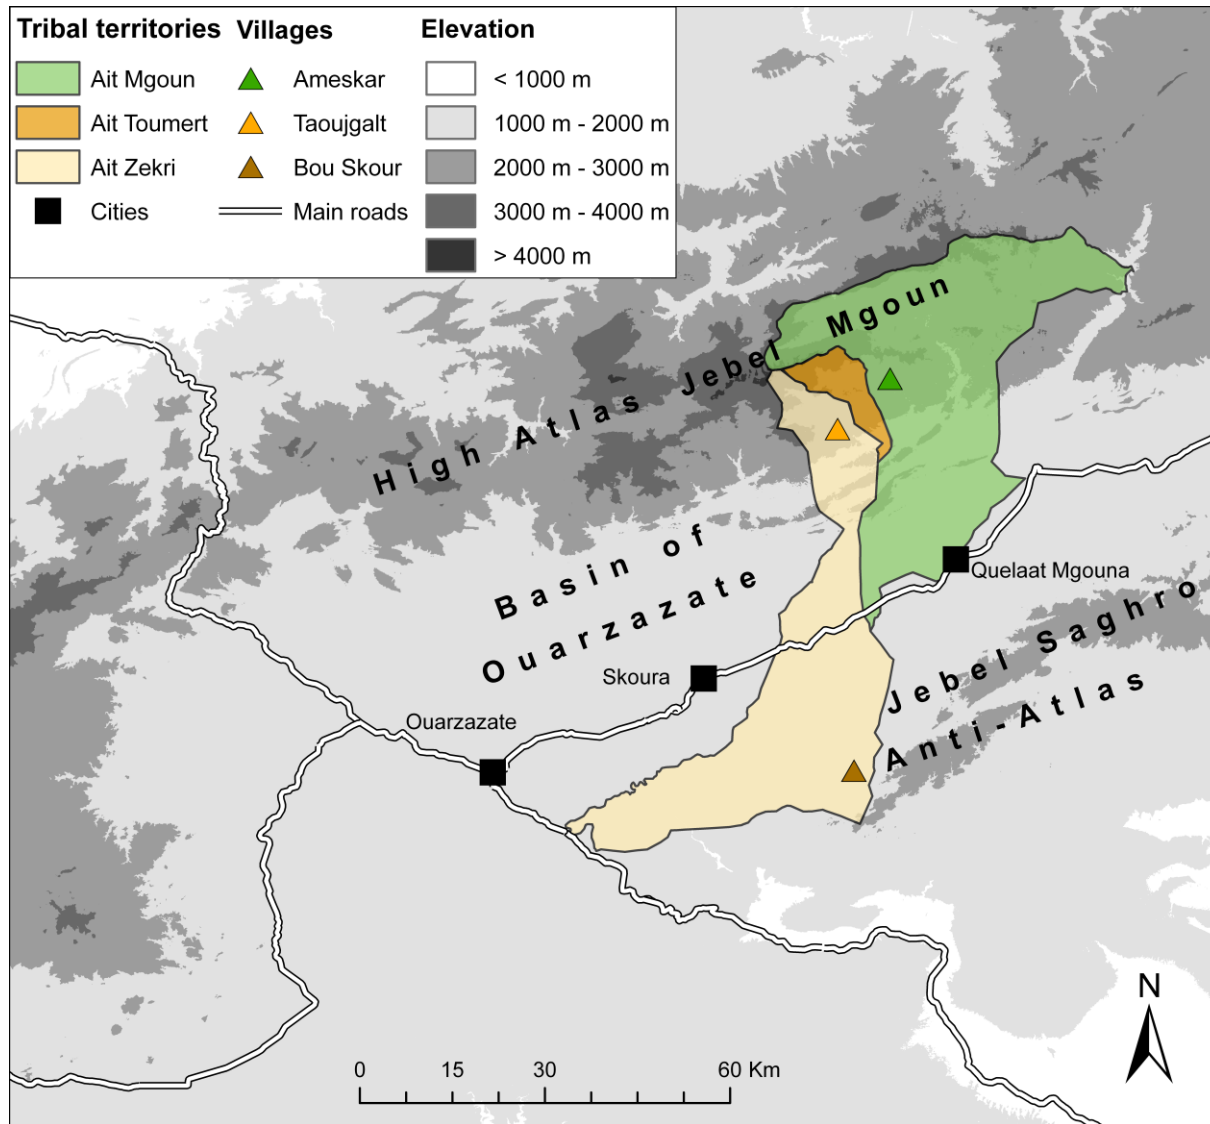 Tribal territories Villages Elevation
Ait Mgoun Ameskar < 1000 m
Ait Toumert Taoujgalt 1000 m - 2000 m
Ait Zekri Bou Skour 2000 m - 3000 m
Cities Main roads 3000 m - 4000 m
> 4000 m
High Atlas Jebel Mgoun
Basin of
Ouarzazate
Quelaat Mgouna
Jebel Saghro
Anti-Atlas
Skoura
Ouarzazate
N
0 15 30 60 Km